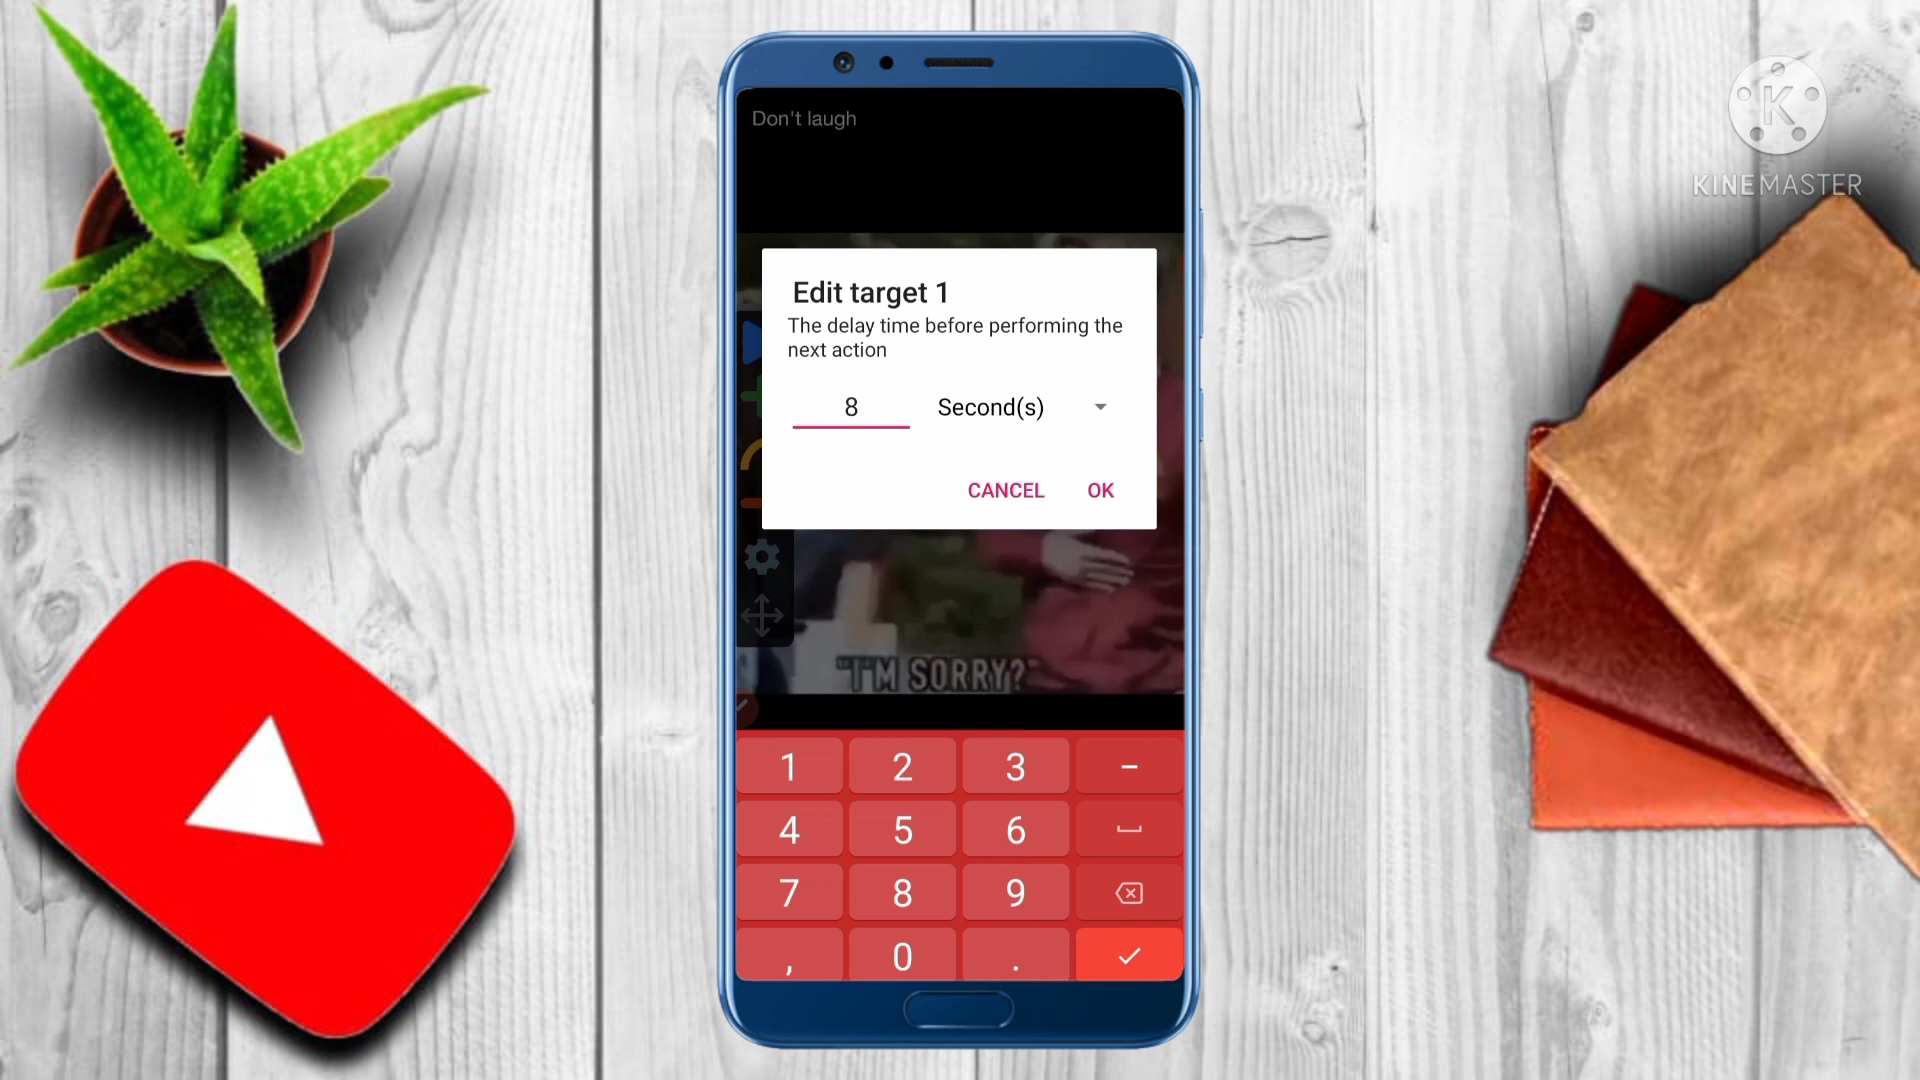 Don't laugh
K
KINEMASTER
Edit target 1
The delay time before performing the
next action
8 Second(s)
CANCEL OK
"I'M SORRY?"
1 2 3 -
4 5 6
7 8 9
, 0 .